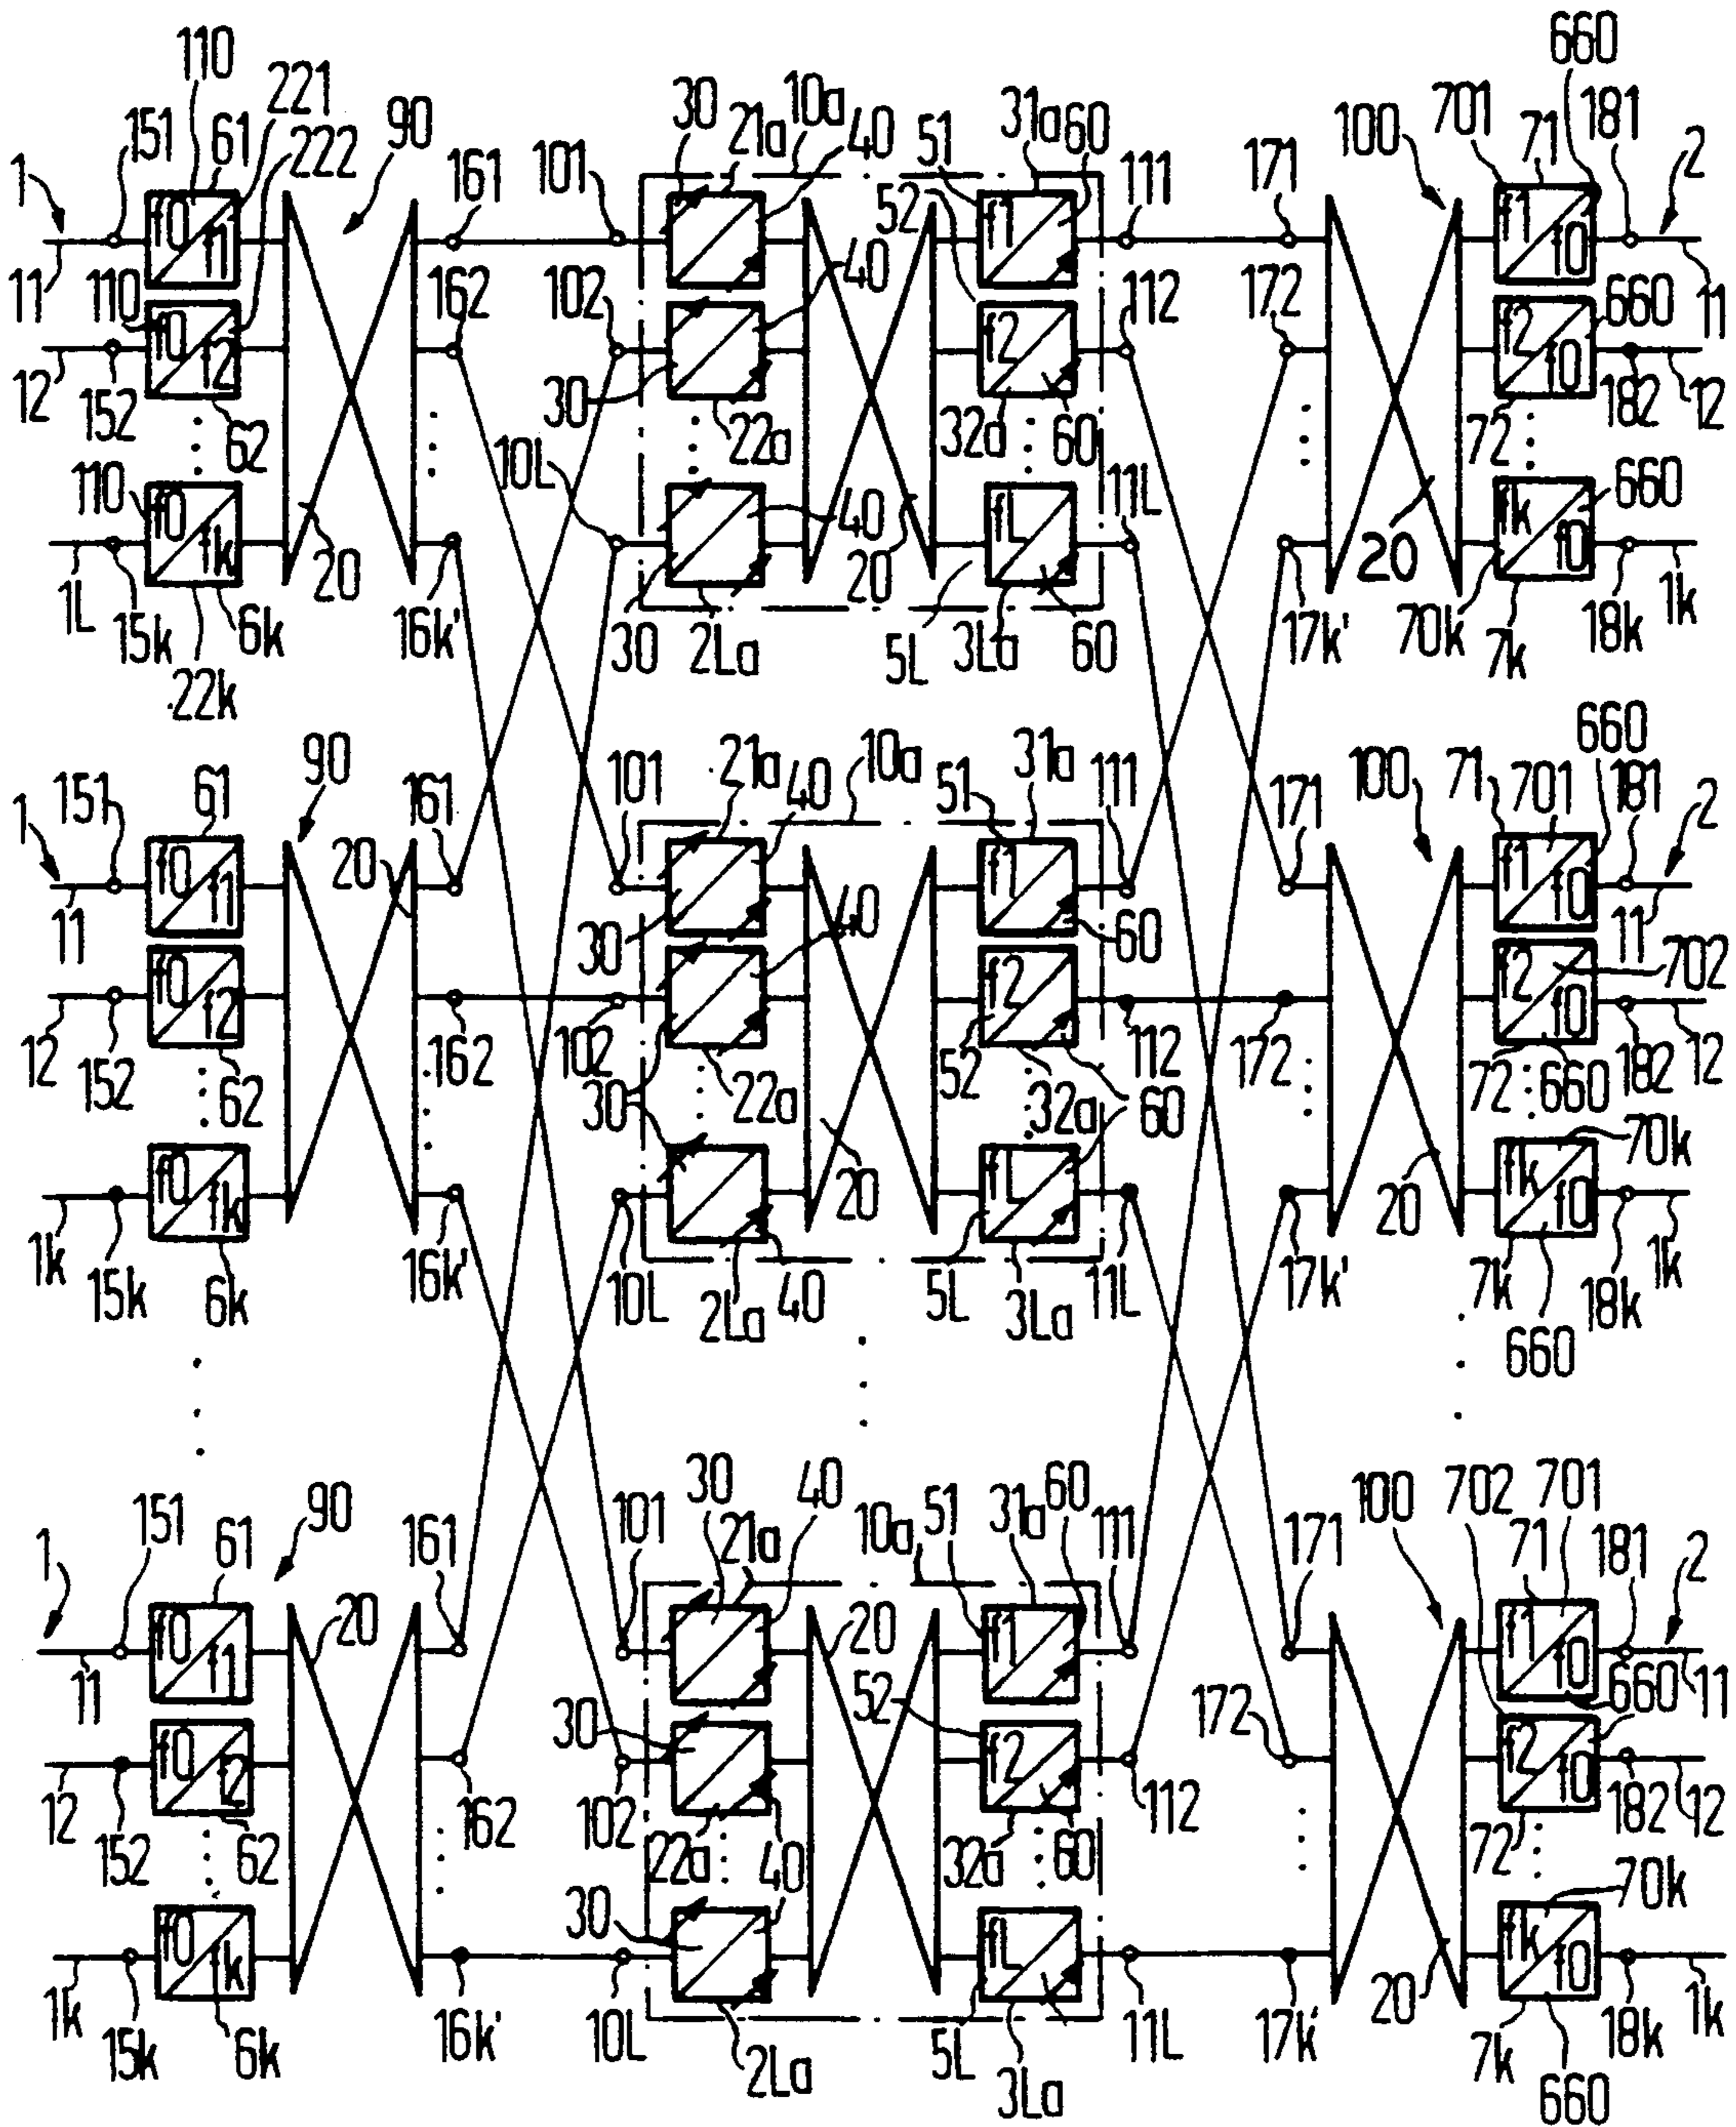 110 660
221 30 21a 10a 40 51 31a 60 701 71 181
151 61 222 90 161 101 111 171 100 2
1 52
f0 f1 f1 f1 f0
11 110 162 102 40 112 172 660 11
f0 f2 f2 f2 f0
12 152 62 30 22a 32a 60 72 182 12
110 10L 40 11L 660
f0 fk fL fk f0
1L 15k 6k 20 16k' 30 2La 20 5L 3La 60 17k' 20 70k 7k 18k 1k
22k
90 21a 10a 31a 660
151 61 161 101 40 51 111 171 100 71 701 181 2
1 20
f0 f1 f1 f1 f0
11 30 40 60 11 702
f0 f2 f2 f2 f0
12 152 62 162 102 30 22a 52 32a 112 60 172 72 660 182 12
30 70k
f0 fk 20 fL 20 fk f0
1k 15k 6k 16k' 10L 2La 40 5L 3La 11L 17k' 7k 18k 1k
660
90 30 40 60 702 701
151 61 161 101 21a 10a 51 31a 111 171 100 71 181 2
1 20 20
f0 f1 f1 f1 f0
11 30 52 172 660 11
f0 f2 f2 f2 f0
12 152 62 162 102 22a 40 32a 60 112 72 182 12
30 70k
f0 fk fL fk f0
1k 15k 6k 16k' 10L 2La 5L 3La 11L 17k' 20 7k 18k 1k
660